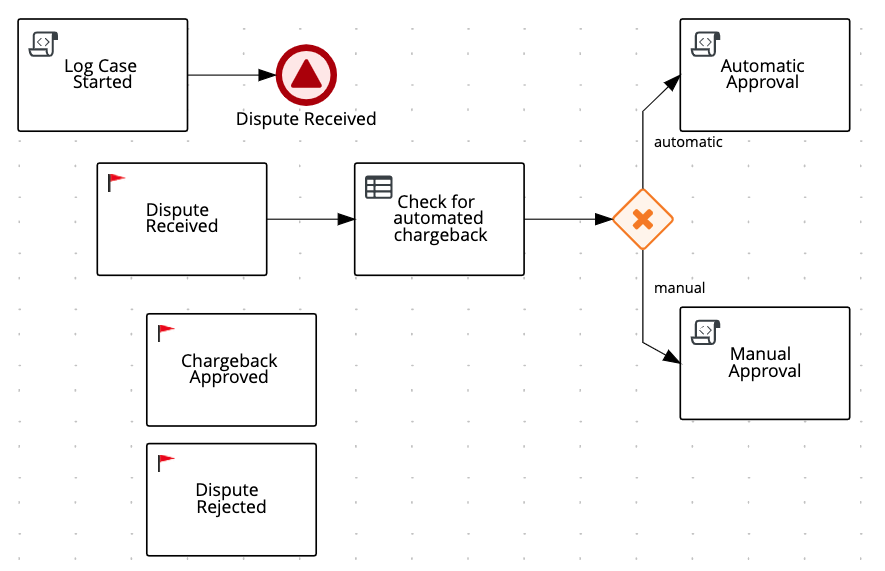 Log Case
Started
Dispute Received
Automatic
Approval
automatic
Dispute
Received
Check for
automated
chargeback
manual
Manual
Approval
Chargeback
Approved
Dispute
Rejected